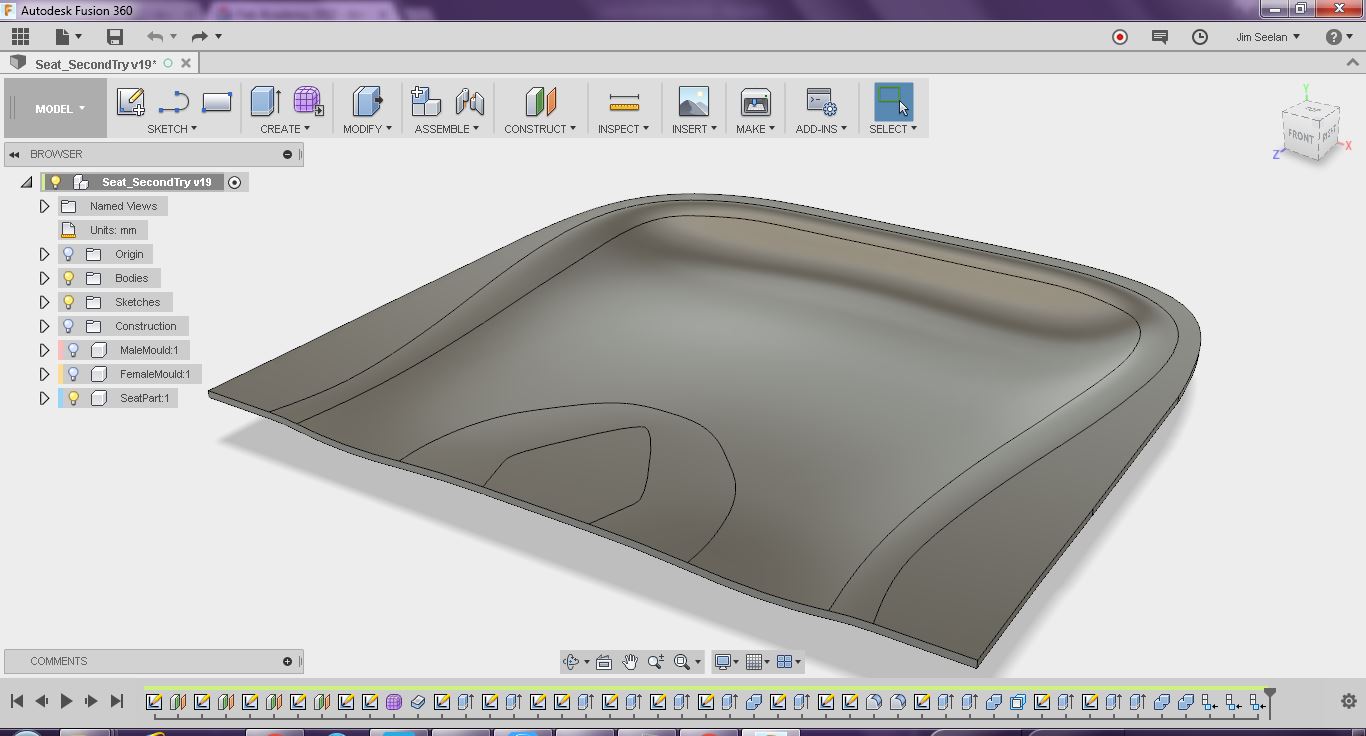 Autodesk Fusion 360
Jim Seelan
Seat_SecondTry v19*
MODEL
SKETCH
CREATE
MODIFY
ASSEMBLE
CONSTRUCT
INSPECT
INSERT
MAKE
ADD-INS
SELECT
Y
FRONT
RIGHT
Z
X
BROWSER
Seat_SecondTry v19
Named Views
Units: mm
Origin
Bodies
Sketches
Construction
MaleMould:1
FemaleMould:1
SeatPart:1
COMMENTS